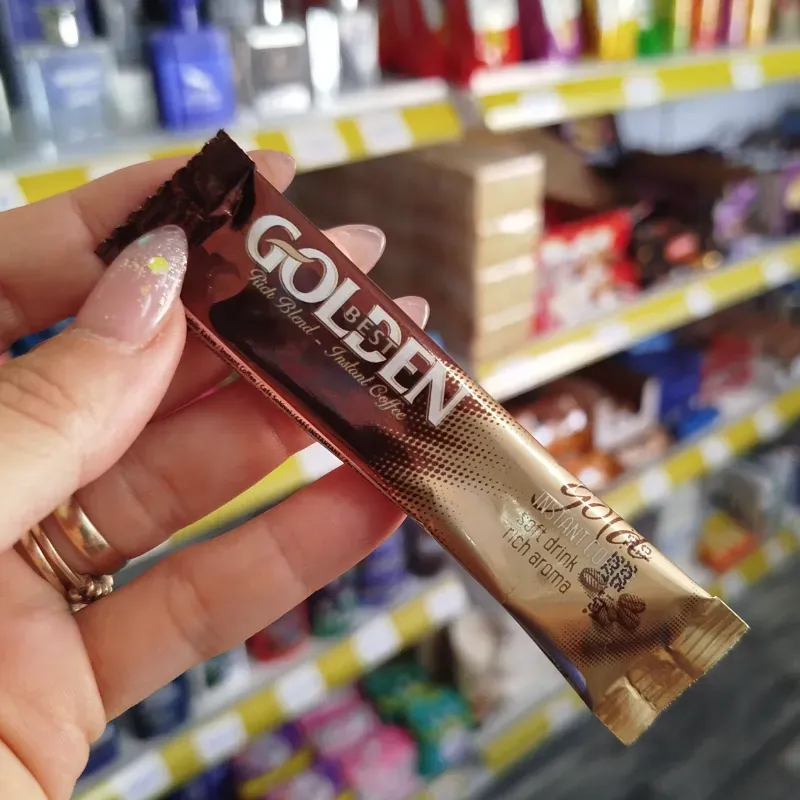 GOLDEN
BEST
Rich Blend - Instant Coffee
gold
INSTANT
soft drink
rich aroma